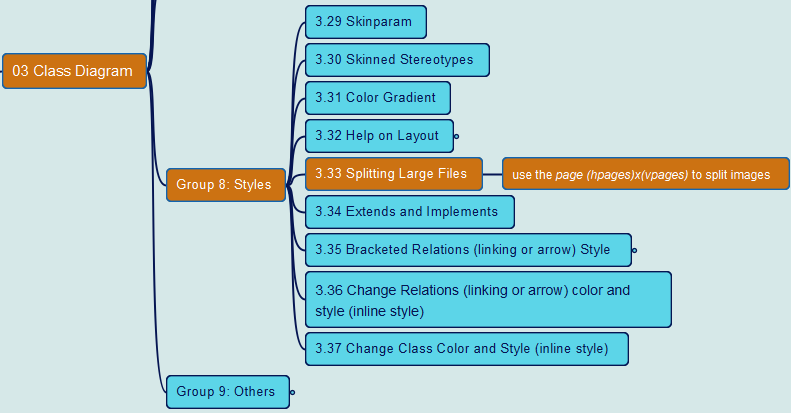 03 Class Diagram
Group 8: Styles
3.29 Skinparam
3.30 Skinned Stereotypes
3.31 Color Gradient
3.32 Help on Layout
3.33 Splitting Large Files
use the page (hpages)x(vpages) to split images
3.34 Extends and Implements
3.35 Bracketed Relations (linking or arrow) Style
3.36 Change Relations (linking or arrow) color and
style (inline style)
3.37 Change Class Color and Style (inline style)
Group 9: Others